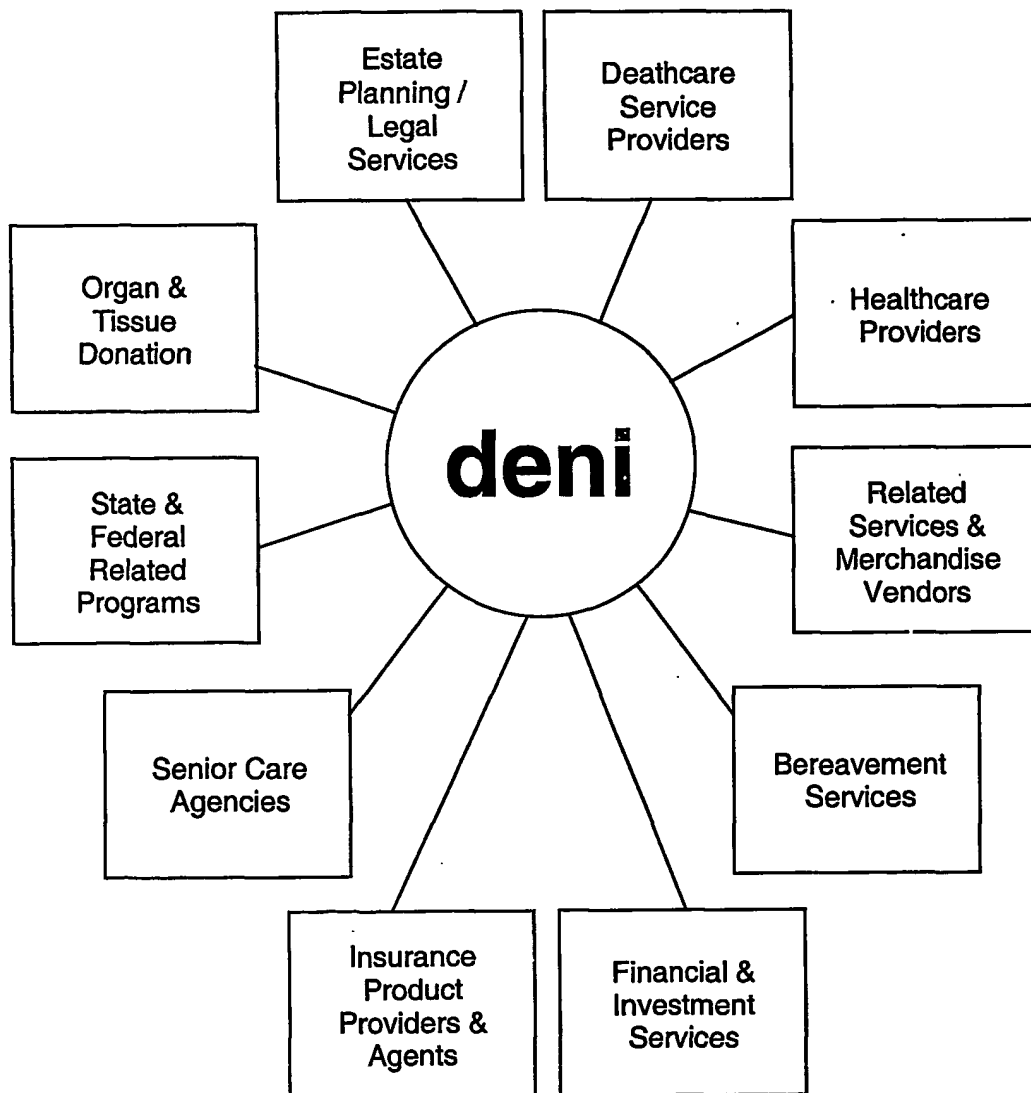 Estate
Planning /
Legal
Services
Deathcare
Service
Providers
Organ &
Tissue
Donation
Healthcare
Providers
deni
State &
Federal
Related
Programs
Related
Services &
Merchandise
Vendors
Senior Care
Agencies
Bereavement
Services
Insurance
Product
Providers &
Agents
Financial &
Investment
Services